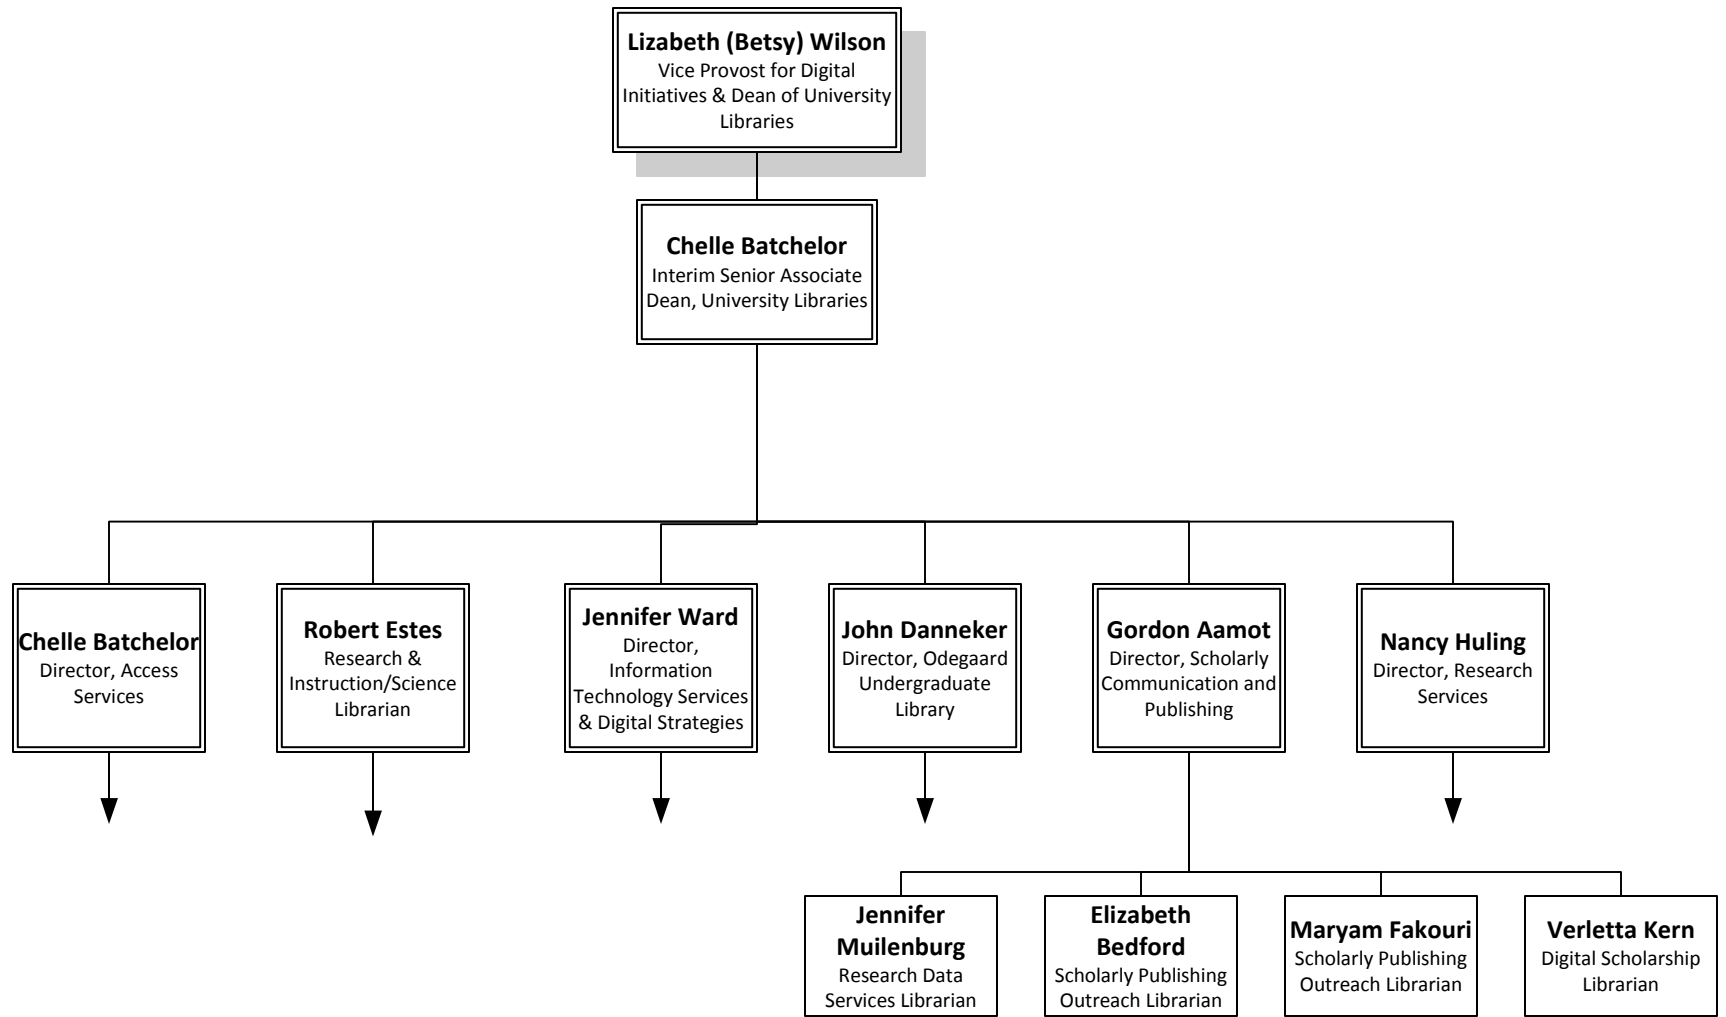 Lizabeth (Betsy) Wilson
Vice Provost for Digital
Initiatives & Dean of University
Libraries
Chelle Batchelor
Interim Senior Associate
Dean, University Libraries
Chelle Batchelor
Director, Access
Services
Robert Estes
Research &
Instruction/Science
Librarian
Jennifer Ward
Director,
Information
Technology Services
& Digital Strategies
John Danneker
Director, Odegaard
Undergraduate
Library
Gordon Aamot
Director, Scholarly
Communication and
Publishing
Nancy Huling
Director, Research
Services
Jennifer
Muilenburg
Research Data
Services Librarian
Elizabeth
Bedford
Scholarly Publishing
Outreach Librarian
Maryam Fakouri
Scholarly Publishing
Outreach Librarian
Verletta Kern
Digital Scholarship
Librarian